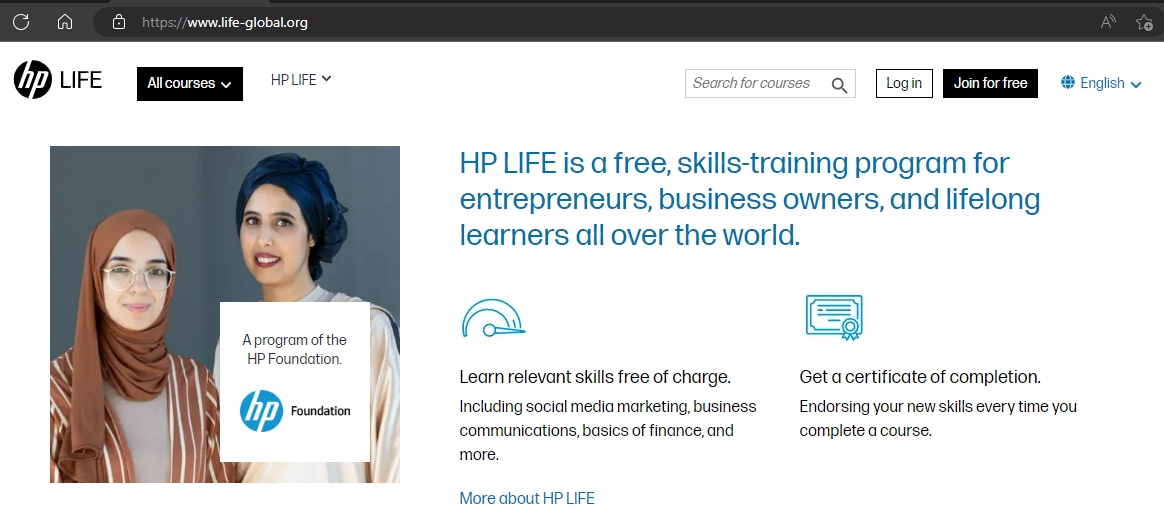 https://www.life-global.org
hp LIFE
All courses
HP LIFE
Search for courses
Log in
Join for free
English
HP LIFE is a free, skills-training program for
entrepreneurs, business owners, and lifelong
learners all over the world.
A program of the
HP Foundation.
hp Foundation
Learn relevant skills free of charge.
Including social media marketing, business
communications, basics of finance, and
more.
Get a certificate of completion.
Endorsing your new skills every time you
complete a course.
More about HP LIFE